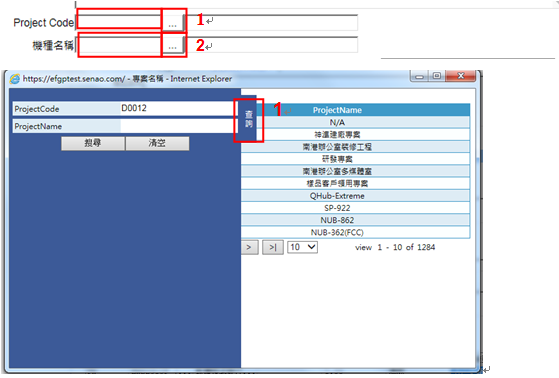 Project Code ... 1
機種名稱 ... 2
https://efgptest.senao.com/ - 專案名稱 - Internet Explorer
ProjectCode D0012
ProjectName
搜尋 清空
查詢
1
ProjectName
N/A
神準建廠專案
南港辦公室裝修工程
研發專案
南港辦公室多媒體室
樣品客戶領用專案
QHub-Extreme
SP-922
NUB-862
NUB-362(FCC)
> >| 10 view 1 - 10 of 1284